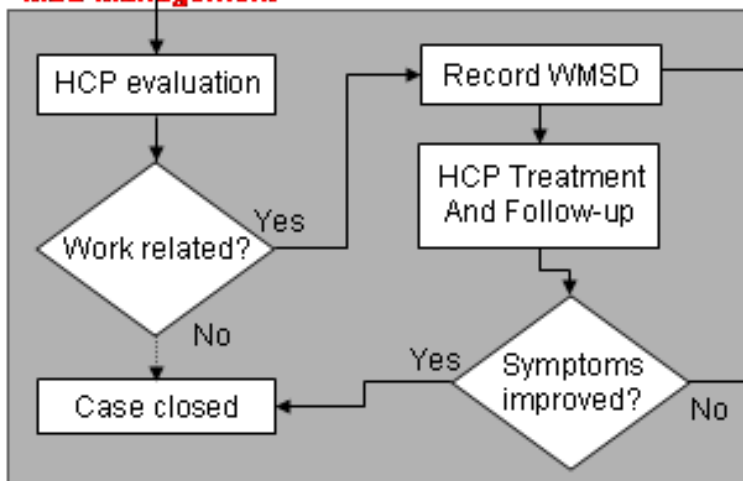 HCP evaluation
Record WMSD
HCP Treatment
And Follow-up
Yes
Work related?
No
Yes
Symptoms
improved?
No
Case closed